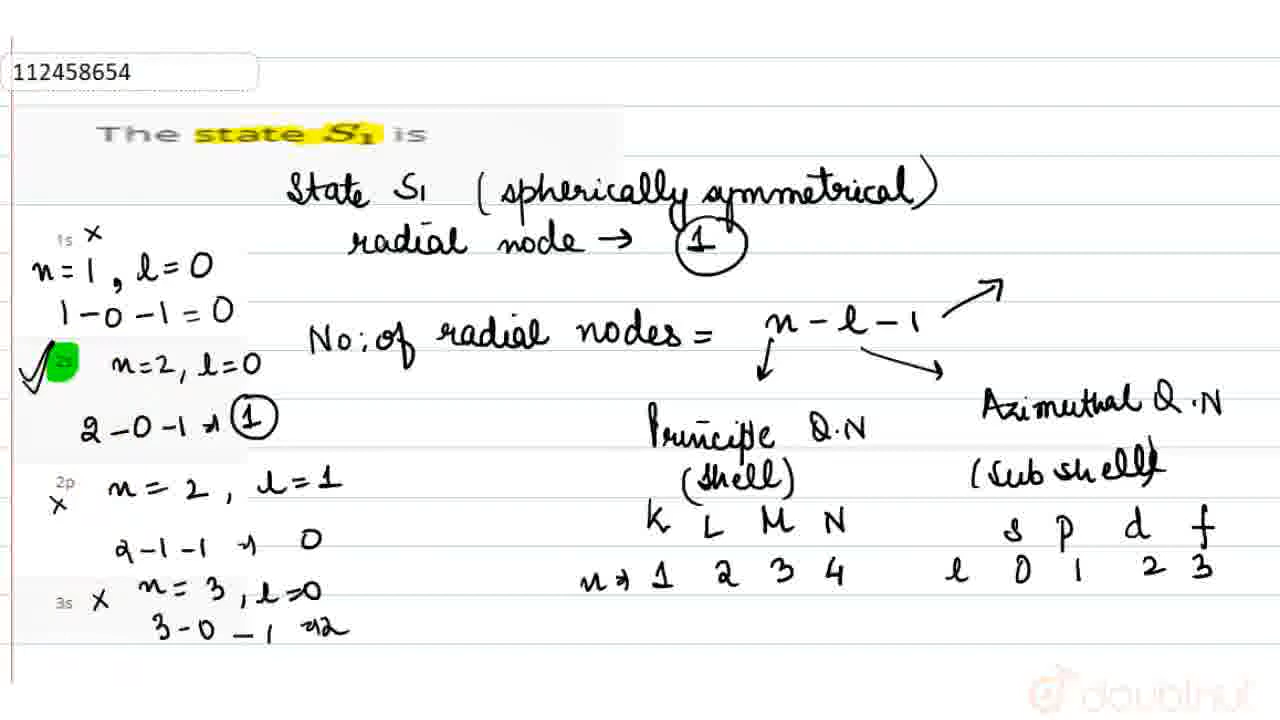 112458654
The state S₁ is
State S₁ (spherically symmetrical)
radial node → 1
1s ×
n = 1, l = 0
1 - 0 - 1 = 0
No: of radial nodes = n - l - 1
2s n = 2, l = 0
2 - 0 - 1 → 1
Principle Q.N
(shell)
K L M N
n → 1 2 3 4
Azimuthal Q.N
(sub shell)
s p d f
l 0 1 2 3
2p × n = 2, l = 1
2 - 1 - 1 → 0
3s × n = 3, l = 0
3 - 0 - 1 → 2
doubtnut